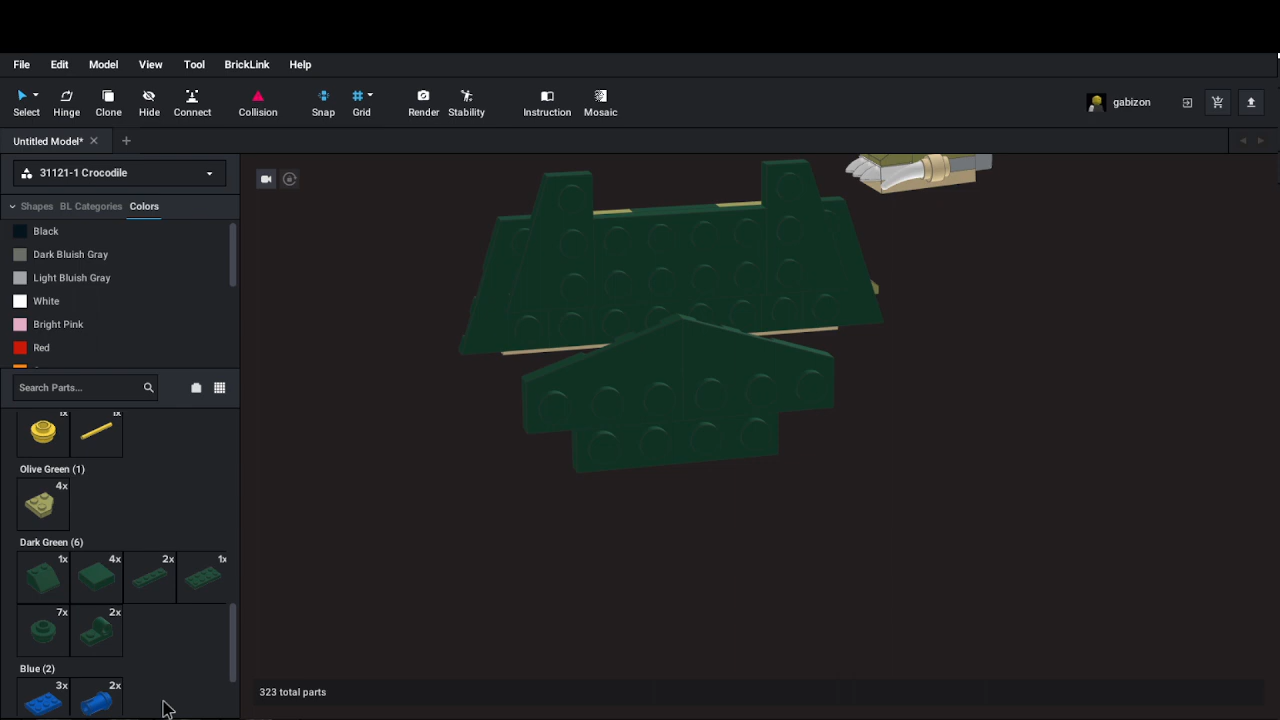 File Edit Model View Tool BrickLink Help
Select Hinge Clone Hide Connect Collision Snap Grid Render Stability Instruction Mosaic gabizon
Untitled Model*
31121-1 Crocodile
Shapes BL Categories Colors
Black
Dark Bluish Gray
Light Bluish Gray
White
Bright Pink
Red
Search Parts...
1x 1x
Olive Green (1)
4x
Dark Green (6)
1x 4x 2x 1x
7x 2x
Blue (2)
3x 2x
323 total parts